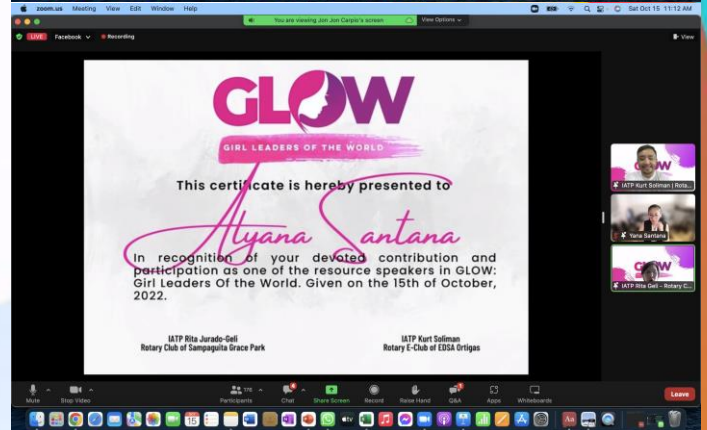 zoom.us Meeting View Edit Window Help
Sat Oct 15 11:12 AM
You are viewing Jon Jon Carpio's screen
View Options
LIVE Facebook Recording
View
GLOW
GIRL LEADERS OF THE WORLD
This certificate is hereby presented to
Alyana Santana
In recognition of your devoted contribution and
participation as one of the resource speakers in GLOW:
Girl Leaders Of the World. Given on the 15th of October,
2022.
IATP Rita Jurado-Geli
Rotary Club of Sampaguita Grace Park
IATP Kurt Soliman
Rotary E-Club of EDSA Ortigas
IATP Kurt Soliman | Rota...
Yana Santana
IATP Rita Geli - Rotary C...
Mute
Stop Video
Participants
Chat
Share Screen
Record
Raise Hand
Q&A
Apps
Whiteboards
Leave